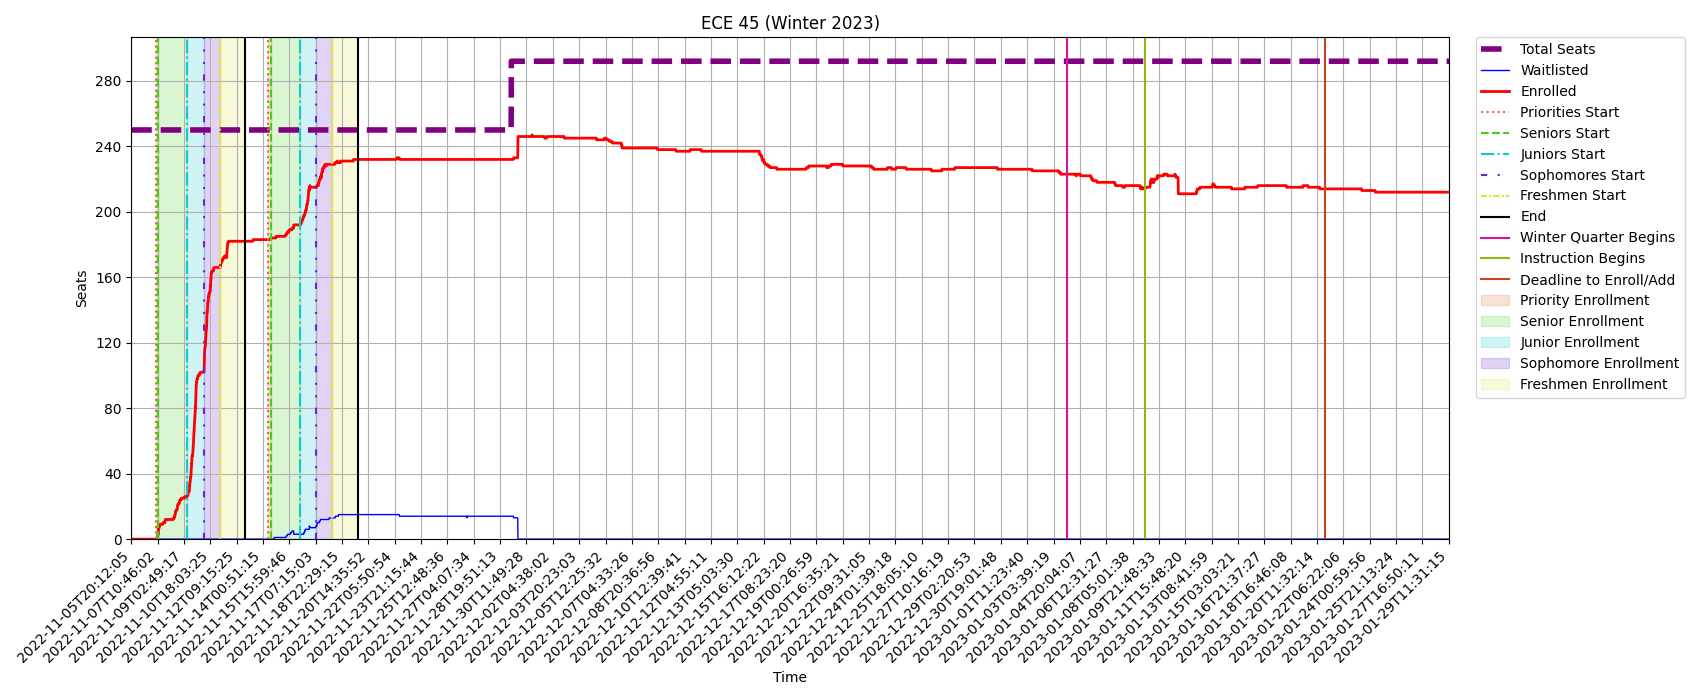 ECE 45 (Winter 2023)
Seats
280
240
200
160
120
80
40
0
2022-11-05T20:12:05
2022-11-07T10:46:02
2022-11-09T02:49:17
2022-11-10T18:03:25
2022-11-12T09:15:25
2022-11-14T00:51:15
2022-11-15T15:59:46
2022-11-17T07:15:03
2022-11-18T22:29:15
2022-11-20T14:35:52
2022-11-22T05:50:54
2022-11-23T21:15:44
2022-11-25T12:48:36
2022-11-27T04:07:34
2022-11-28T19:51:13
2022-11-30T11:49:28
2022-12-02T04:38:02
2022-12-03T20:23:03
2022-12-05T12:25:32
2022-12-07T04:33:26
2022-12-08T20:36:56
2022-12-10T12:39:41
2022-12-12T04:55:11
2022-12-13T05:03:30
2022-12-15T16:12:22
2022-12-17T08:23:20
2022-12-19T00:26:59
2022-12-20T16:35:21
2022-12-22T09:31:05
2022-12-24T01:39:18
2022-12-25T18:05:10
2022-12-27T10:16:19
2022-12-29T02:20:53
2022-12-30T19:01:48
2023-01-01T11:23:40
2023-01-03T03:39:19
2023-01-04T20:04:07
2023-01-06T12:31:27
2023-01-08T05:01:38
2023-01-09T21:48:33
2023-01-11T15:48:20
2023-01-13T08:41:59
2023-01-15T03:03:21
2023-01-16T21:37:27
2023-01-18T16:46:08
2023-01-20T11:32:14
2023-01-22T06:22:06
2023-01-24T00:59:56
2023-01-25T21:13:24
2023-01-27T16:50:11
2023-01-29T11:31:15
Time
Total Seats
Waitlisted
Enrolled
Priorities Start
Seniors Start
Juniors Start
Sophomores Start
Freshmen Start
End
Winter Quarter Begins
Instruction Begins
Deadline to Enroll/Add
Priority Enrollment
Senior Enrollment
Junior Enrollment
Sophomore Enrollment
Freshmen Enrollment